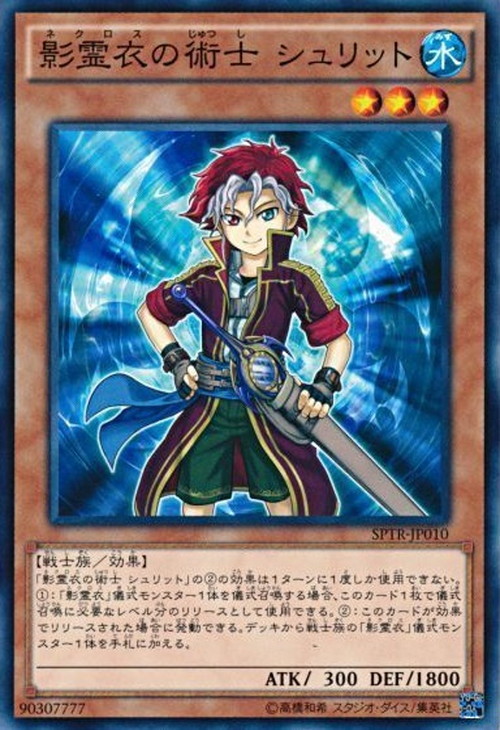 影霊衣の術士 シュリット
ネクロス じゅつし
水
みず
SPTR-JP010
【戦士族/効果】
「影霊衣の術士 シュリット」の②の効果は1ターンに1度しか使用できない。
①:「影霊衣」儀式モンスター1体を儀式召喚する場合、このカード1枚で儀式
召喚に必要なレベル分のリリースとして使用できる。②:このカードが効果
でリリースされた場合に発動できる。デッキから戦士族の「影霊衣」儀式モン
スター1体を手札に加える。
ATK/ 300 DEF/1800
90307777
©高橋和希 スタジオ・ダイス/集英社